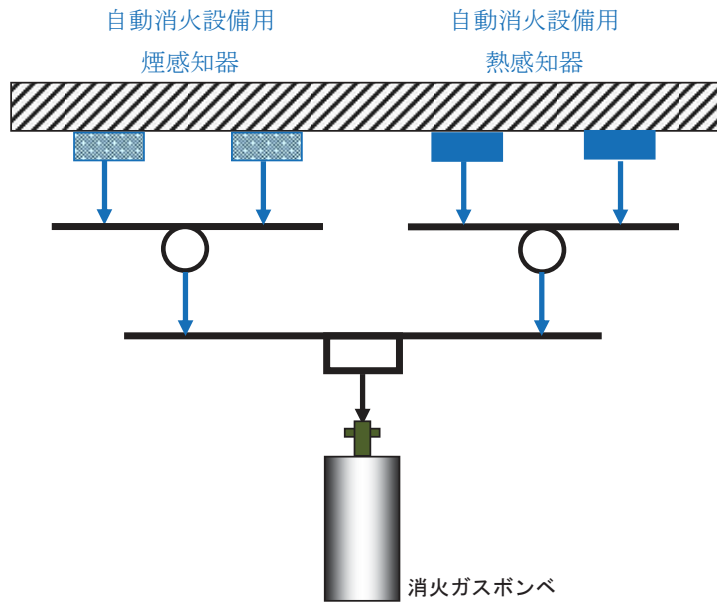 自動消火設備用
煙感知器
自動消火設備用
熱感知器
消火ガスボンベ